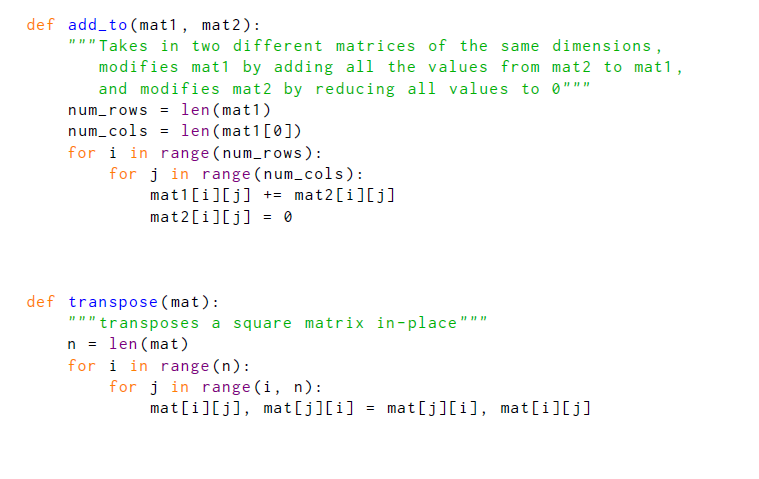 def add_to(mat1, mat2):
    """Takes in two different matrices of the same dimensions,
       modifies mat1 by adding all the values from mat2 to mat1,
       and modifies mat2 by reducing all values to 0"""
    num_rows = len(mat1)
    num_cols = len(mat1[0])
    for i in range(num_rows):
        for j in range(num_cols):
            mat1[i][j] += mat2[i][j]
            mat2[i][j] = 0
def transpose(mat):
    """transposes a square matrix in-place"""
    n = len(mat)
    for i in range(n):
        for j in range(i, n):
            mat[i][j], mat[j][i] = mat[j][i], mat[i][j]